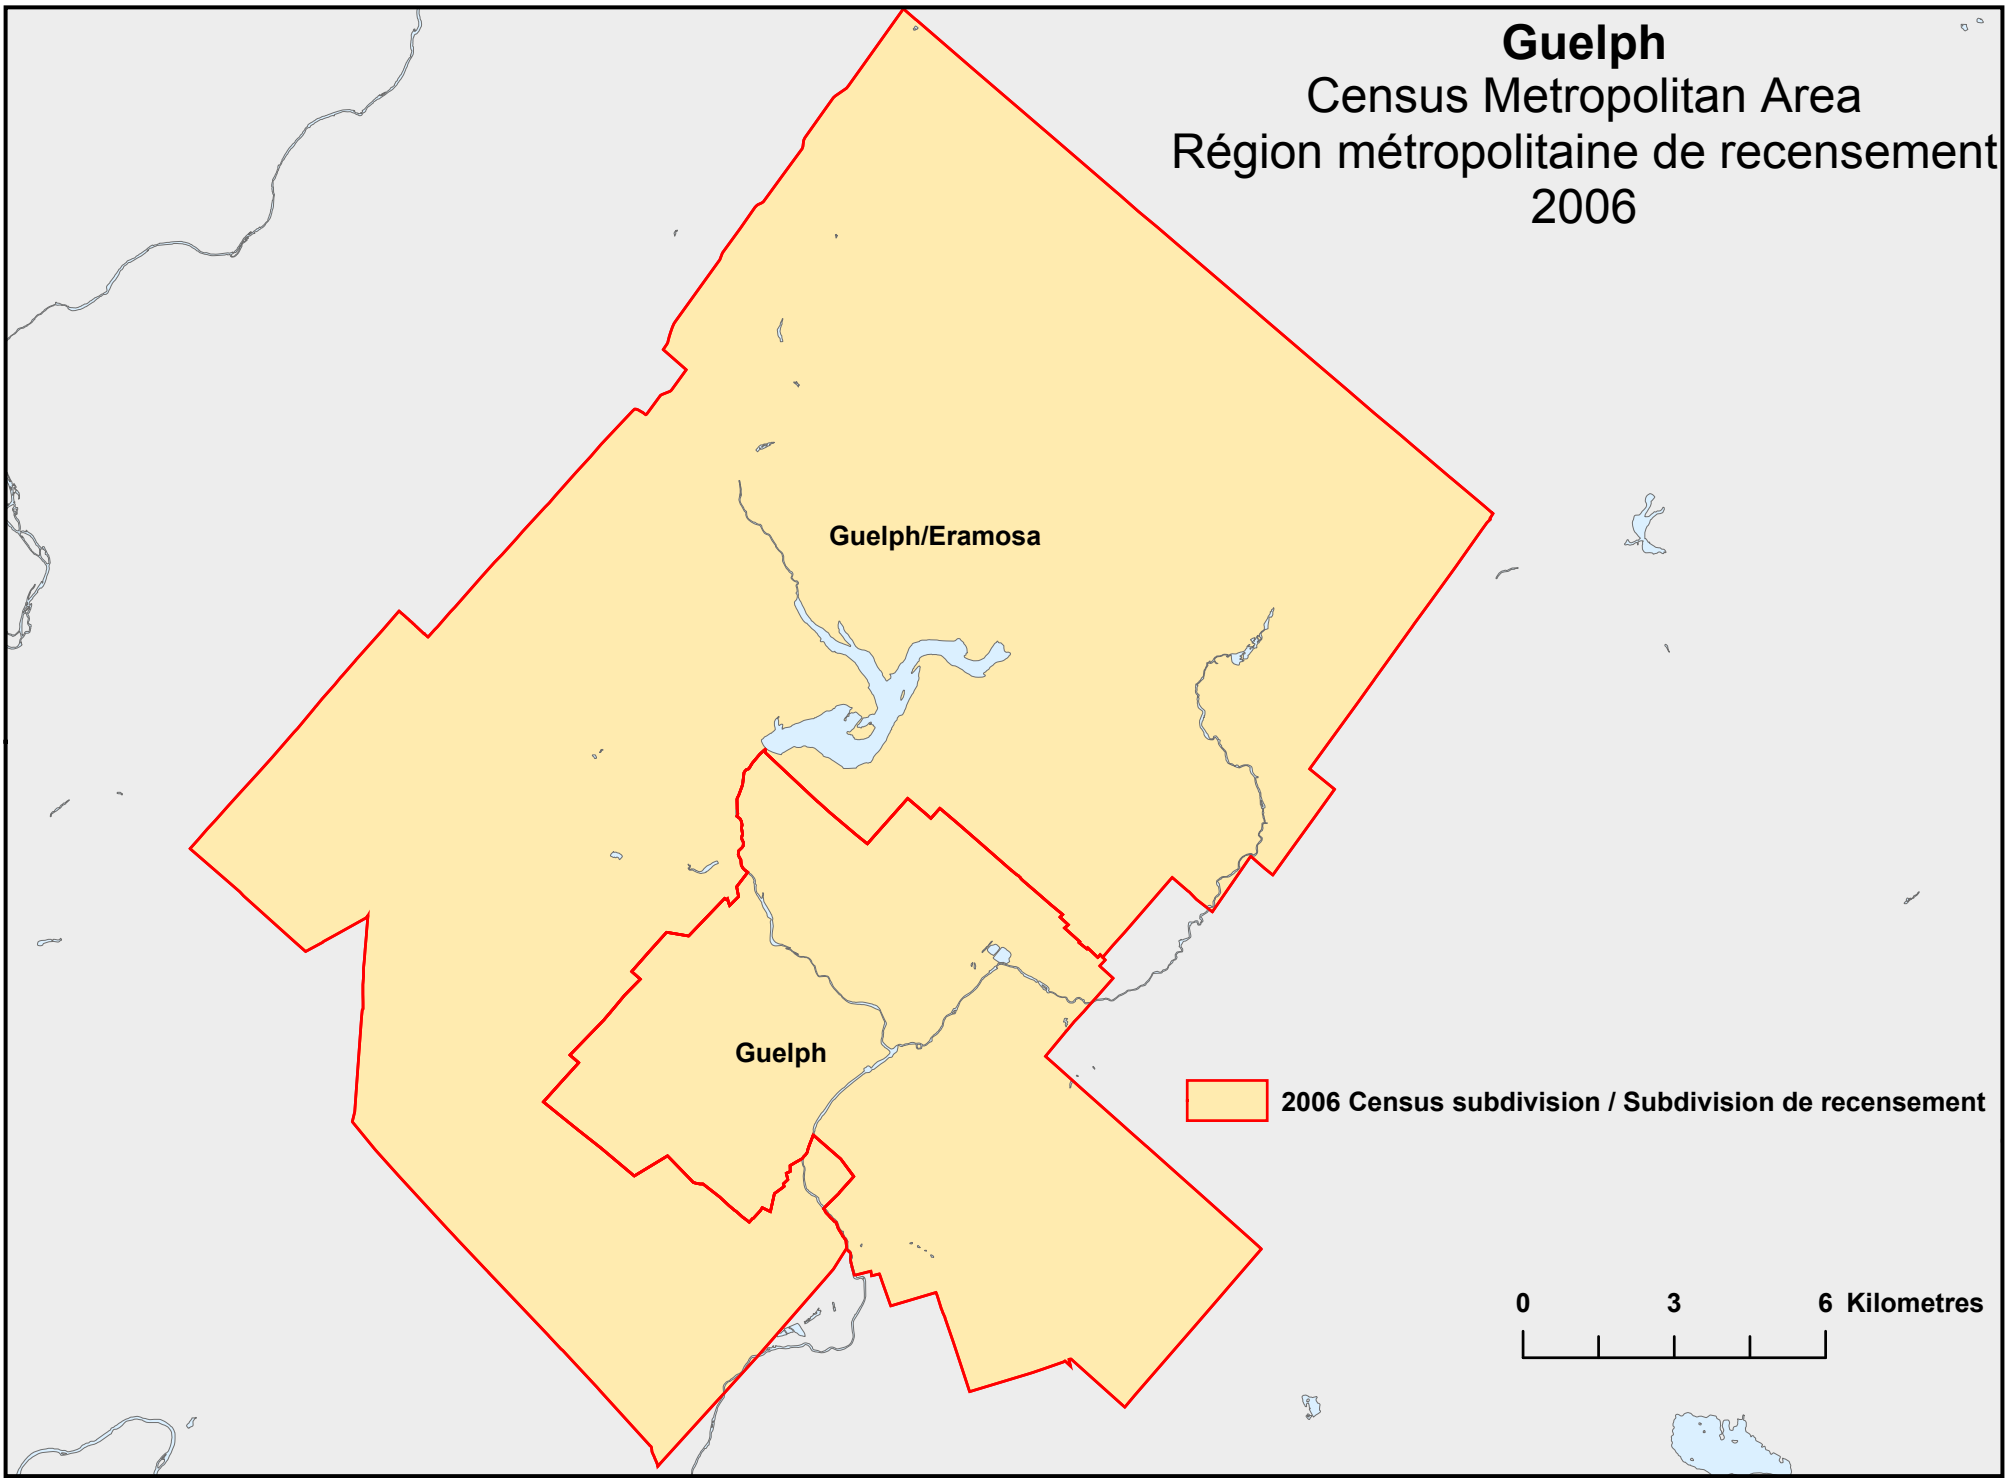 Guelph
Census Metropolitan Area
Région métropolitaine de recensement
2006
Guelph/Eramosa
Guelph
2006 Census subdivision / Subdivision de recensement
0 3 6 Kilometres